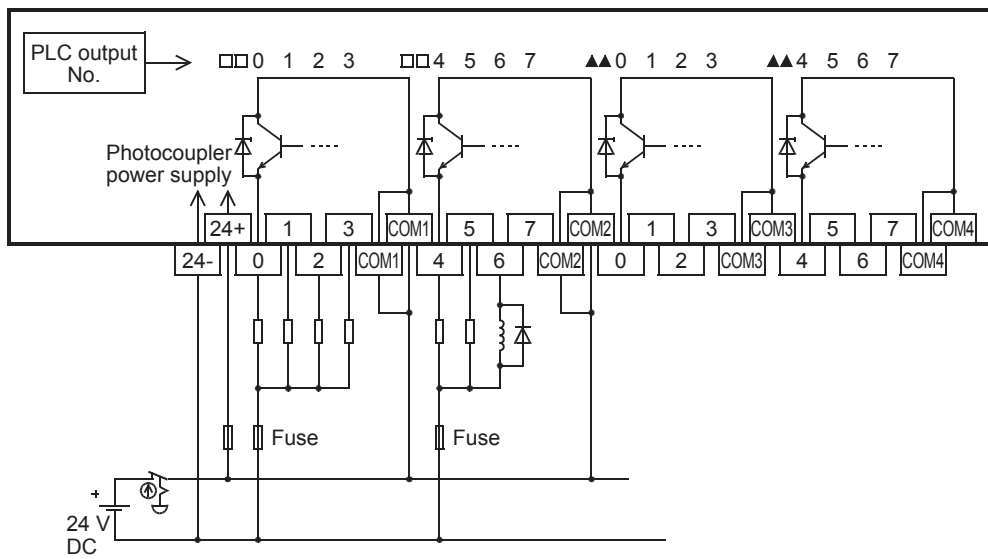 PLC output
No.
□□0 1 2 3 □□4 5 6 7 ▲▲0 1 2 3 ▲▲4 5 6 7
Photocoupler
power supply
24+ 1 3 COM1 5 7 COM2 1 3 COM3 5 7 COM4
24- 0 2 COM1 4 6 COM2 0 2 COM3 4 6 COM4
Fuse Fuse
+
24 V
DC